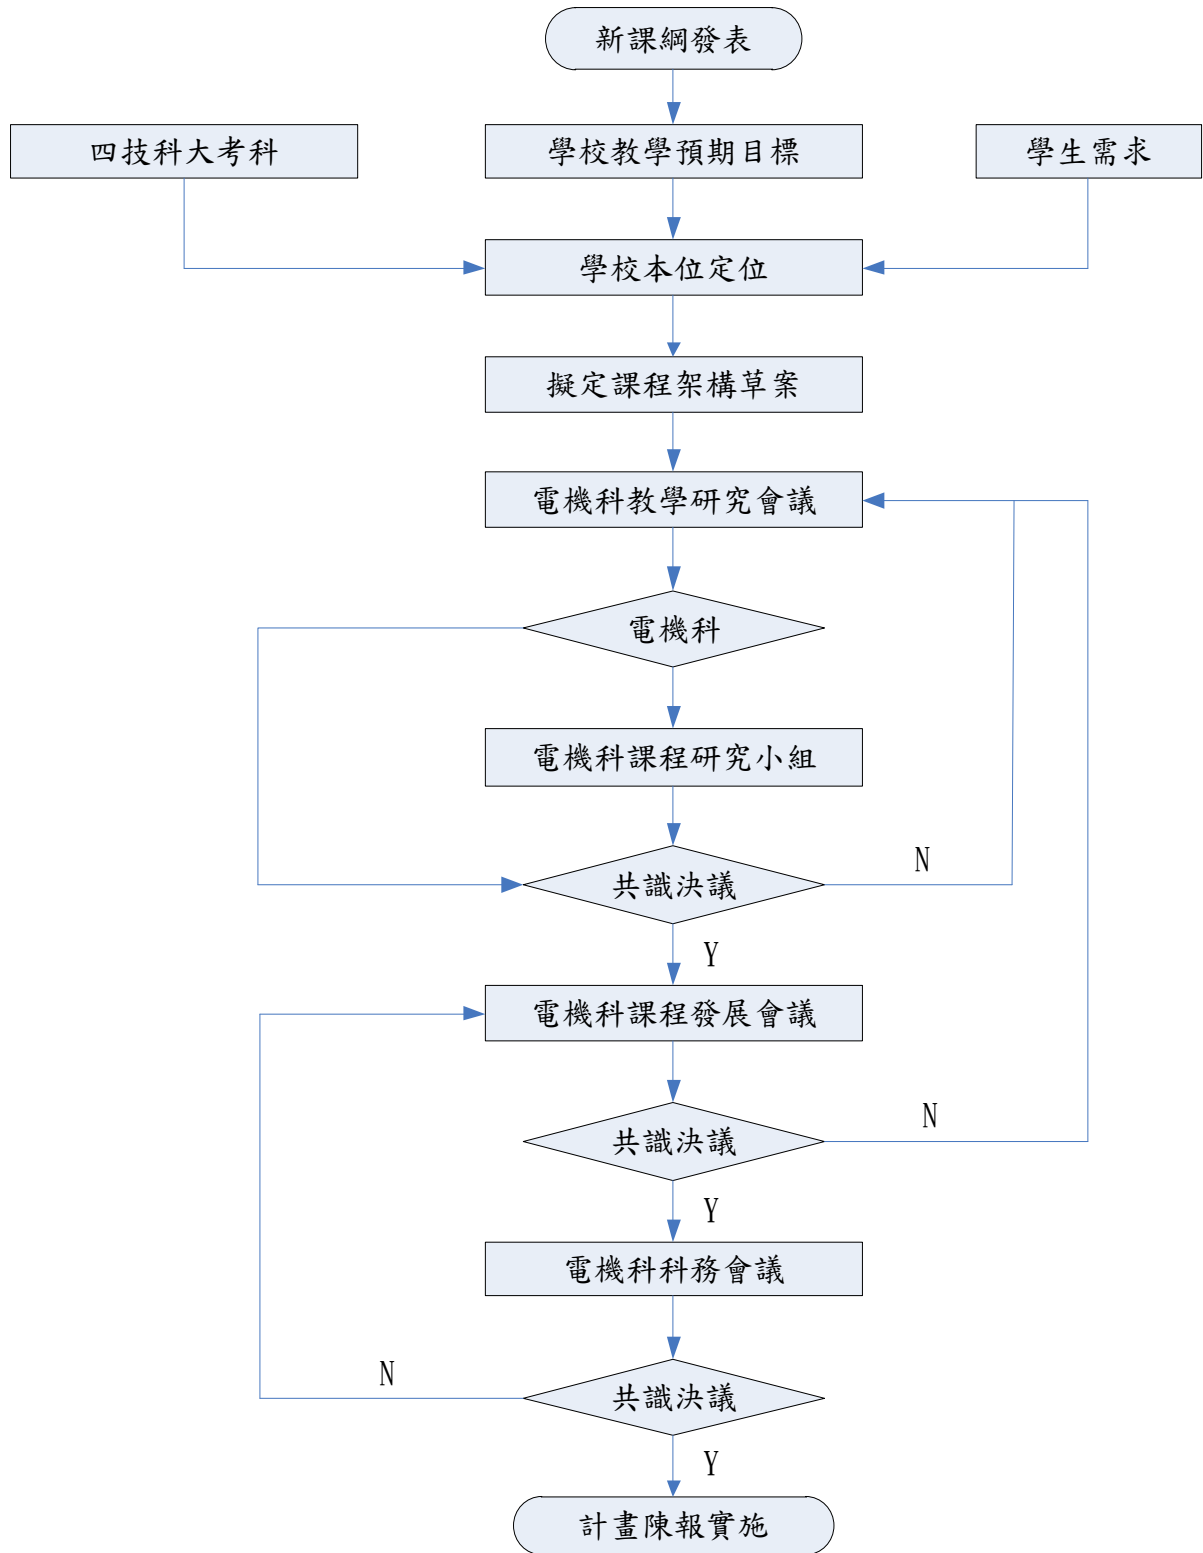 新課綱發表
四技科大考科
學校教學預期目標
學生需求
學校本位定位
擬定課程架構草案
電機科教學研究會議
電機科
電機科課程研究小組
共識決議
N
Y
電機科課程發展會議
共識決議
N
Y
電機科科務會議
N
共識決議
Y
計畫陳報實施